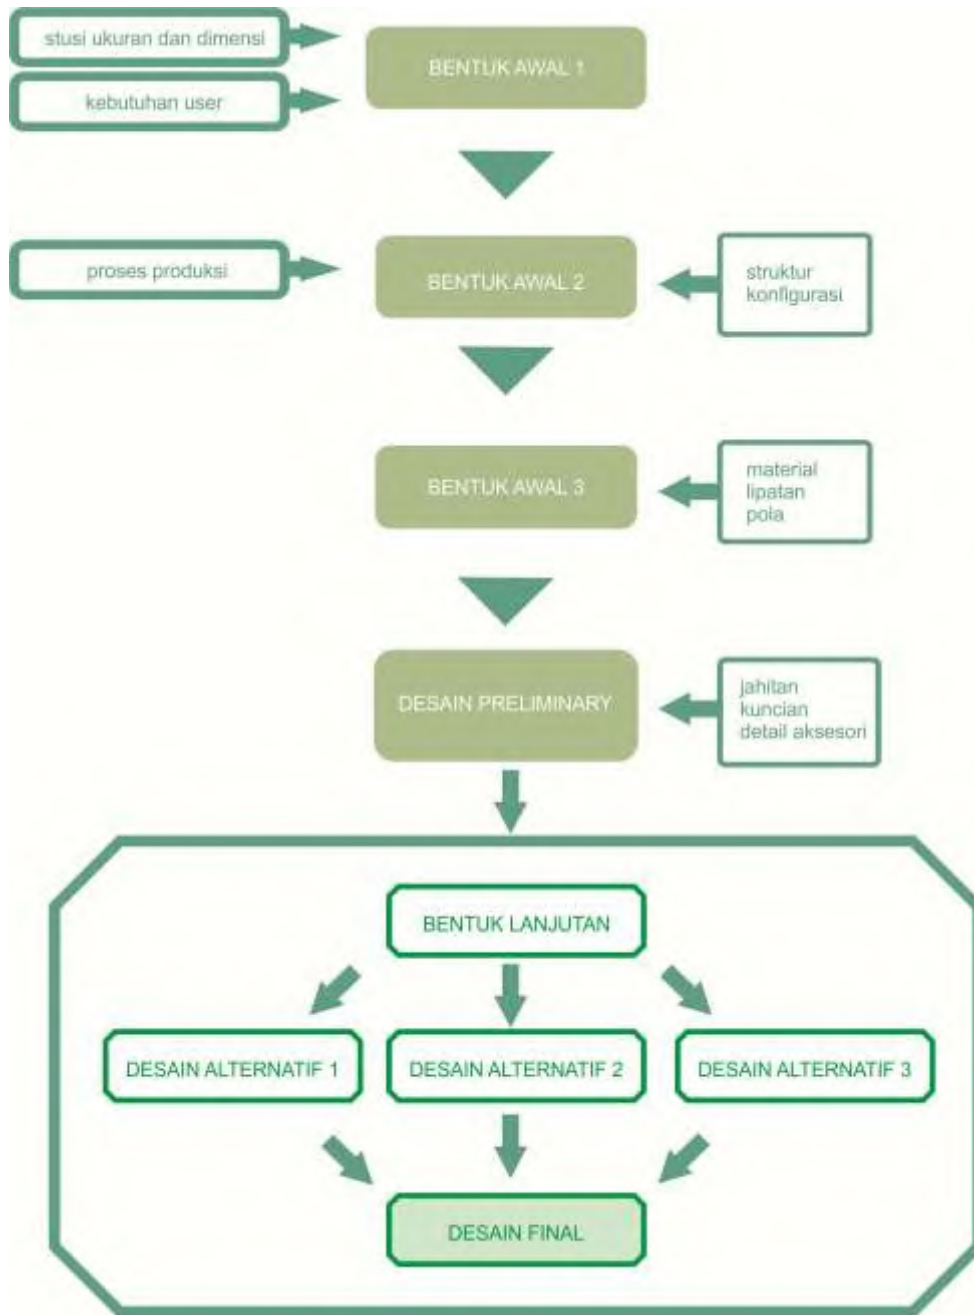 stusi ukuran dan dimensi
BENTUK AWAL 1
kebutuhan user
proses produksi
BENTUK AWAL 2
struktur
konfigurasi
BENTUK AWAL 3
material
lipatan
pola
DESAIN PRELIMINARY
jahitan
kuncian
detail aksesori
BENTUK LANJUTAN
DESAIN ALTERNATIF 1
DESAIN ALTERNATIF 2
DESAIN ALTERNATIF 3
DESAIN FINAL